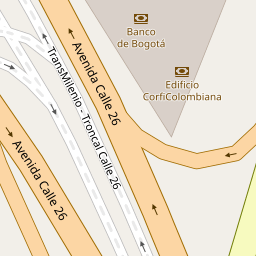 Banco
de Bogotá
Edificio
CorfiColombiana
Avenida Calle 26
TransMilenio - Troncal Calle 26
Avenida Calle 26